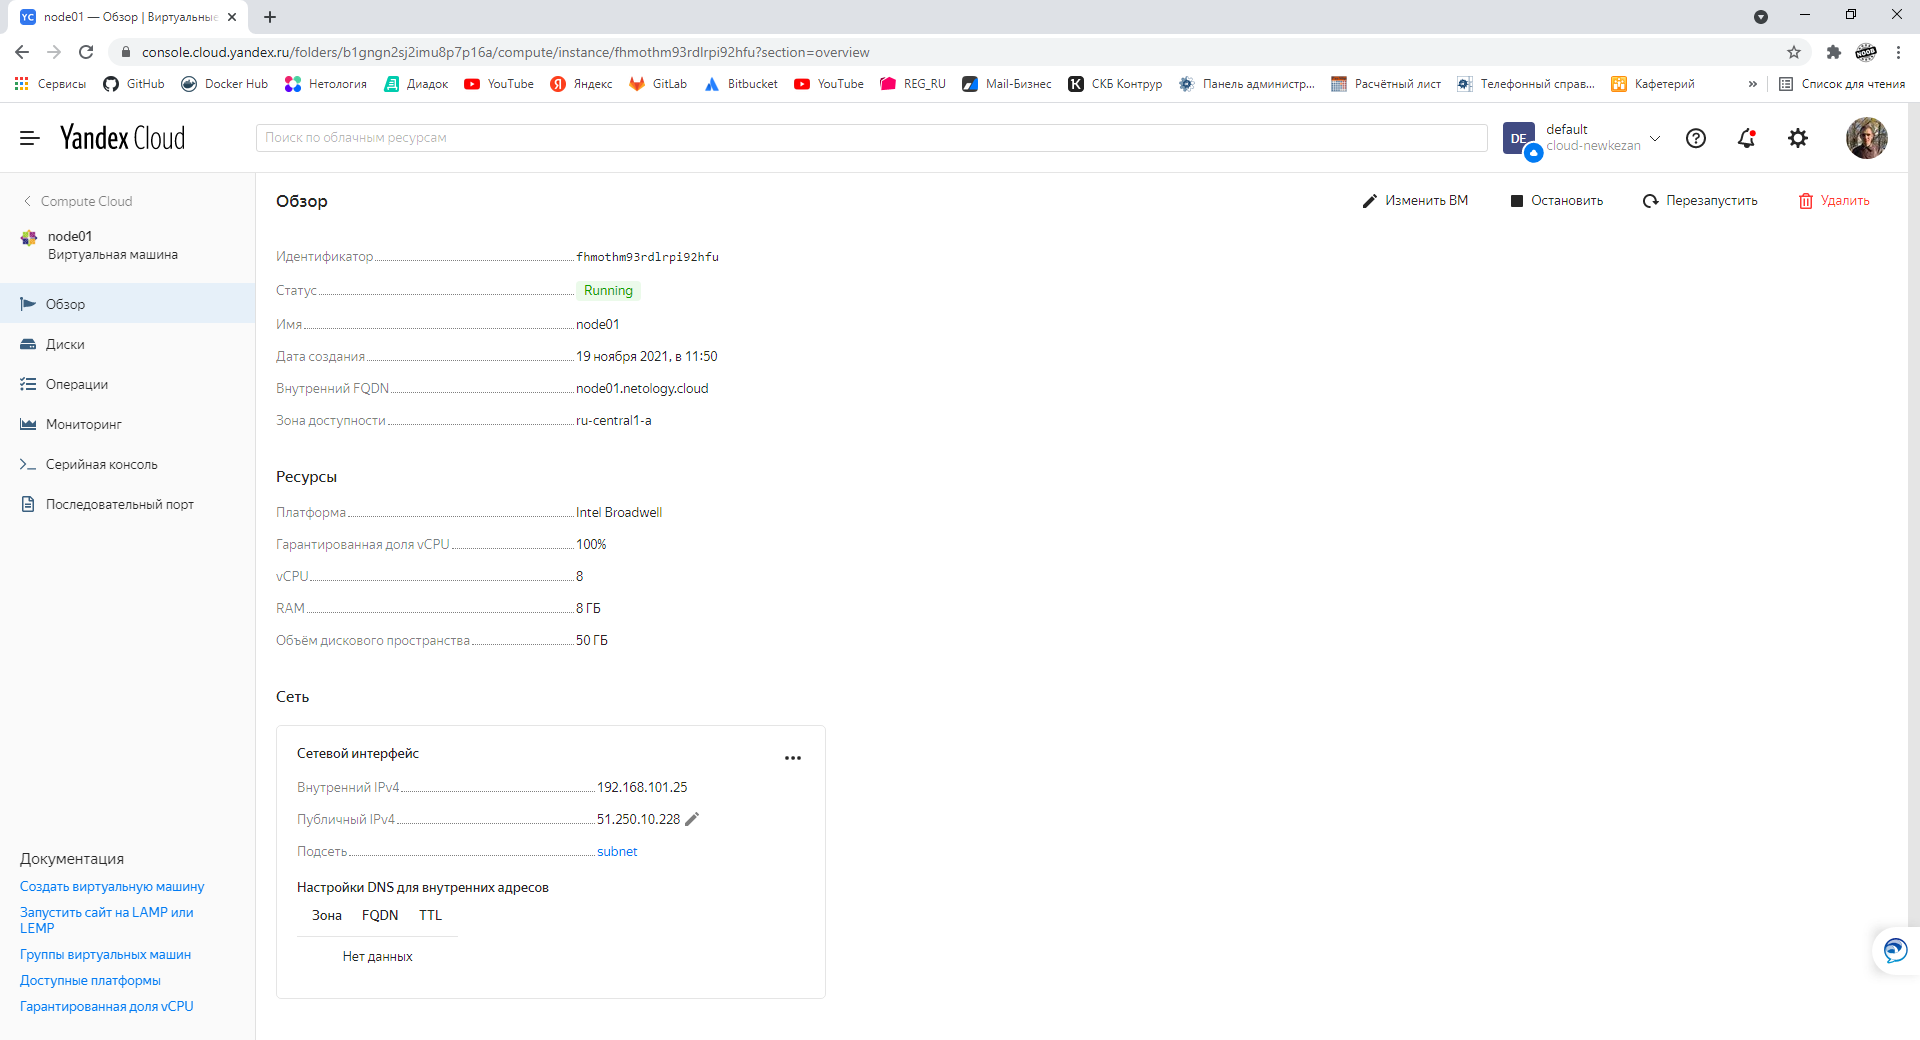 YC node01 — Обзор | Виртуальные
console.cloud.yandex.ru/folders/b1gngn2sj2imu8p7p16a/compute/instance/fhmothm93rdlrpi92hfu?section=overview
Сервисы GitHub Docker Hub Нетология Диадок YouTube Яндекс GitLab Bitbucket YouTube REG_RU Mail-Бизнес СКБ Контрур Панель администр... Расчётный лист Телефонный справ... Кафетерий » Список для чтения
Yandex Cloud
Поиск по облачным ресурсам
DE default
cloud-newkezan
Compute Cloud
node01
Виртуальная машина
Обзор
Диски
Операции
Мониторинг
Серийная консоль
Последовательный порт
Документация
Создать виртуальную машину
Запустить сайт на LAMP или
LEMP
Группы виртуальных машин
Доступные платформы
Гарантированная доля vCPU
Обзор
Изменить ВМ Остановить Перезапустить Удалить
Идентификатор fhmothm93rdlrpi92hfu
Статус Running
Имя node01
Дата создания 19 ноября 2021, в 11:50
Внутренний FQDN node01.netology.cloud
Зона доступности ru-central1-a
Ресурсы
Платформа Intel Broadwell
Гарантированная доля vCPU 100%
vCPU 8
RAM 8 ГБ
Объём дискового пространства 50 ГБ
Сеть
Сетевой интерфейс
Внутренний IPv4 192.168.101.25
Публичный IPv4 51.250.10.228
Подсеть subnet
Настройки DNS для внутренних адресов
Зона FQDN TTL
Нет данных